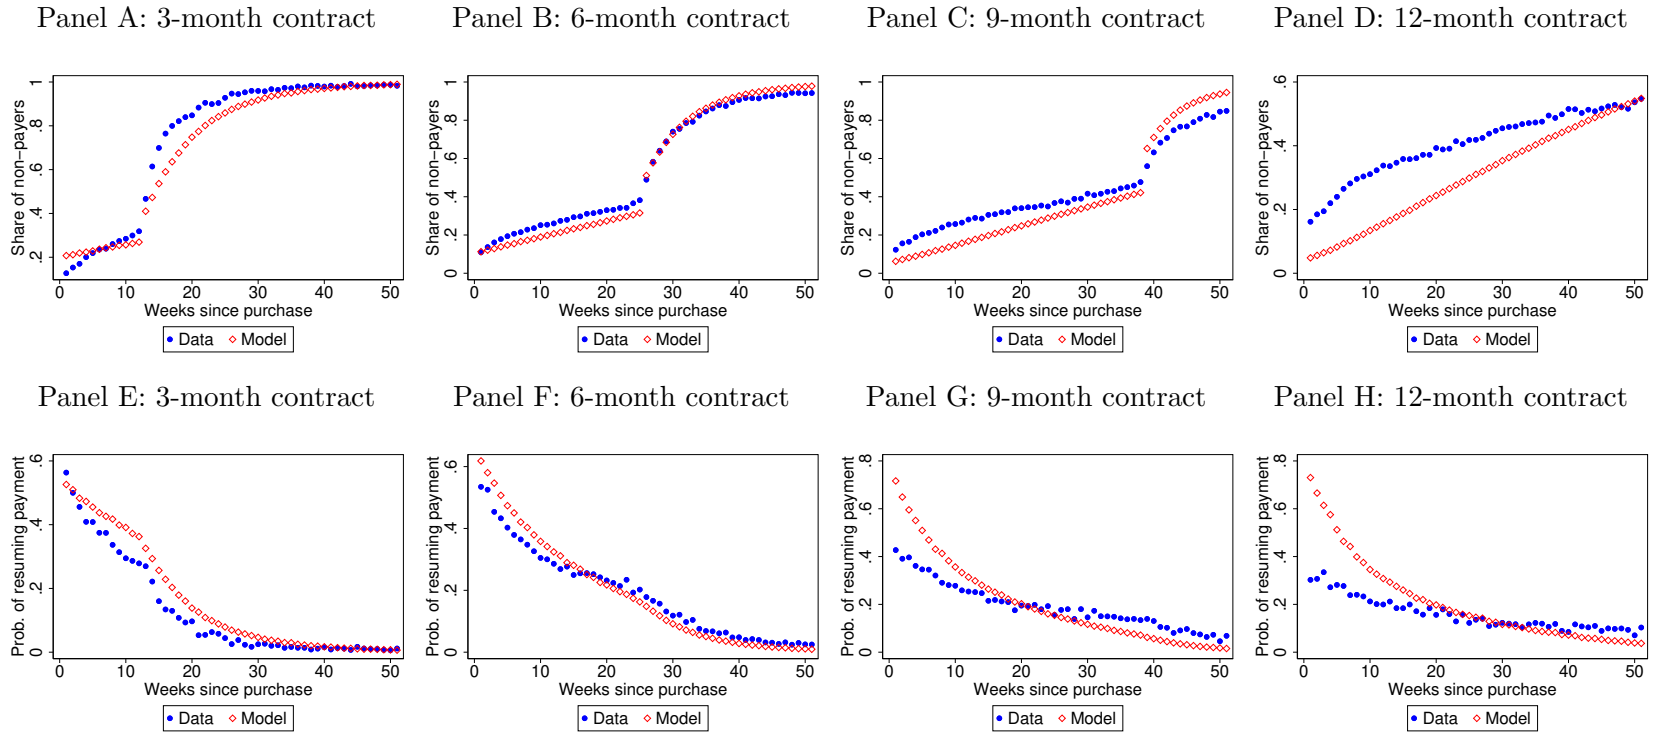 Panel A: 3-month contract
Panel B: 6-month contract
Panel C: 9-month contract
Panel D: 12-month contract
Share of non−payers
.2 .4 .6 .8 1
0 10 20 30 40 50
Weeks since purchase
Data Model
Share of non−payers
0 .2 .4 .6 .8 1
0 10 20 30 40 50
Weeks since purchase
Data Model
Share of non−payers
0 .2 .4 .6 .8 1
0 10 20 30 40 50
Weeks since purchase
Data Model
Share of non−payers
0 .2 .4 .6
0 10 20 30 40 50
Weeks since purchase
Data Model
Panel E: 3-month contract
Panel F: 6-month contract
Panel G: 9-month contract
Panel H: 12-month contract
Prob. of resuming payment
0 .2 .4 .6
0 10 20 30 40 50
Weeks since purchase
Data Model
Prob. of resuming payment
0 .2 .4 .6
0 10 20 30 40 50
Weeks since purchase
Data Model
Prob. of resuming payment
0 .2 .4 .6 .8
0 10 20 30 40 50
Weeks since purchase
Data Model
Prob. of resuming payment
0 .2 .4 .6 .8
0 10 20 30 40 50
Weeks since purchase
Data Model